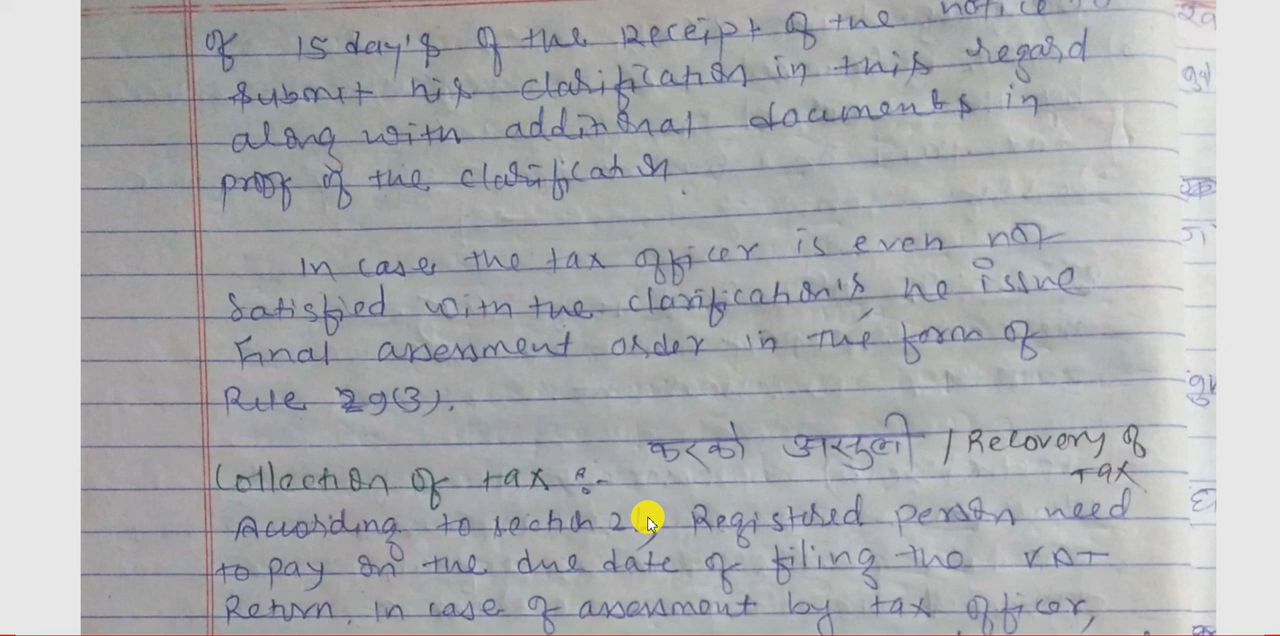 of 15 day's of the Receipt of the notice
submit his clarification in this regard
along with additional documents in
proof of the clarification.
In case the tax officer is even not
satisfied with the clarification's he issue
Final assessment order in the form of
Rule 29(3).
करको असुली / Recovery of
tax
Collection of tax :-
According to section 2 , Registered person need
to pay on the due date of filing the VAT
Return. In case of assessment by tax officer,